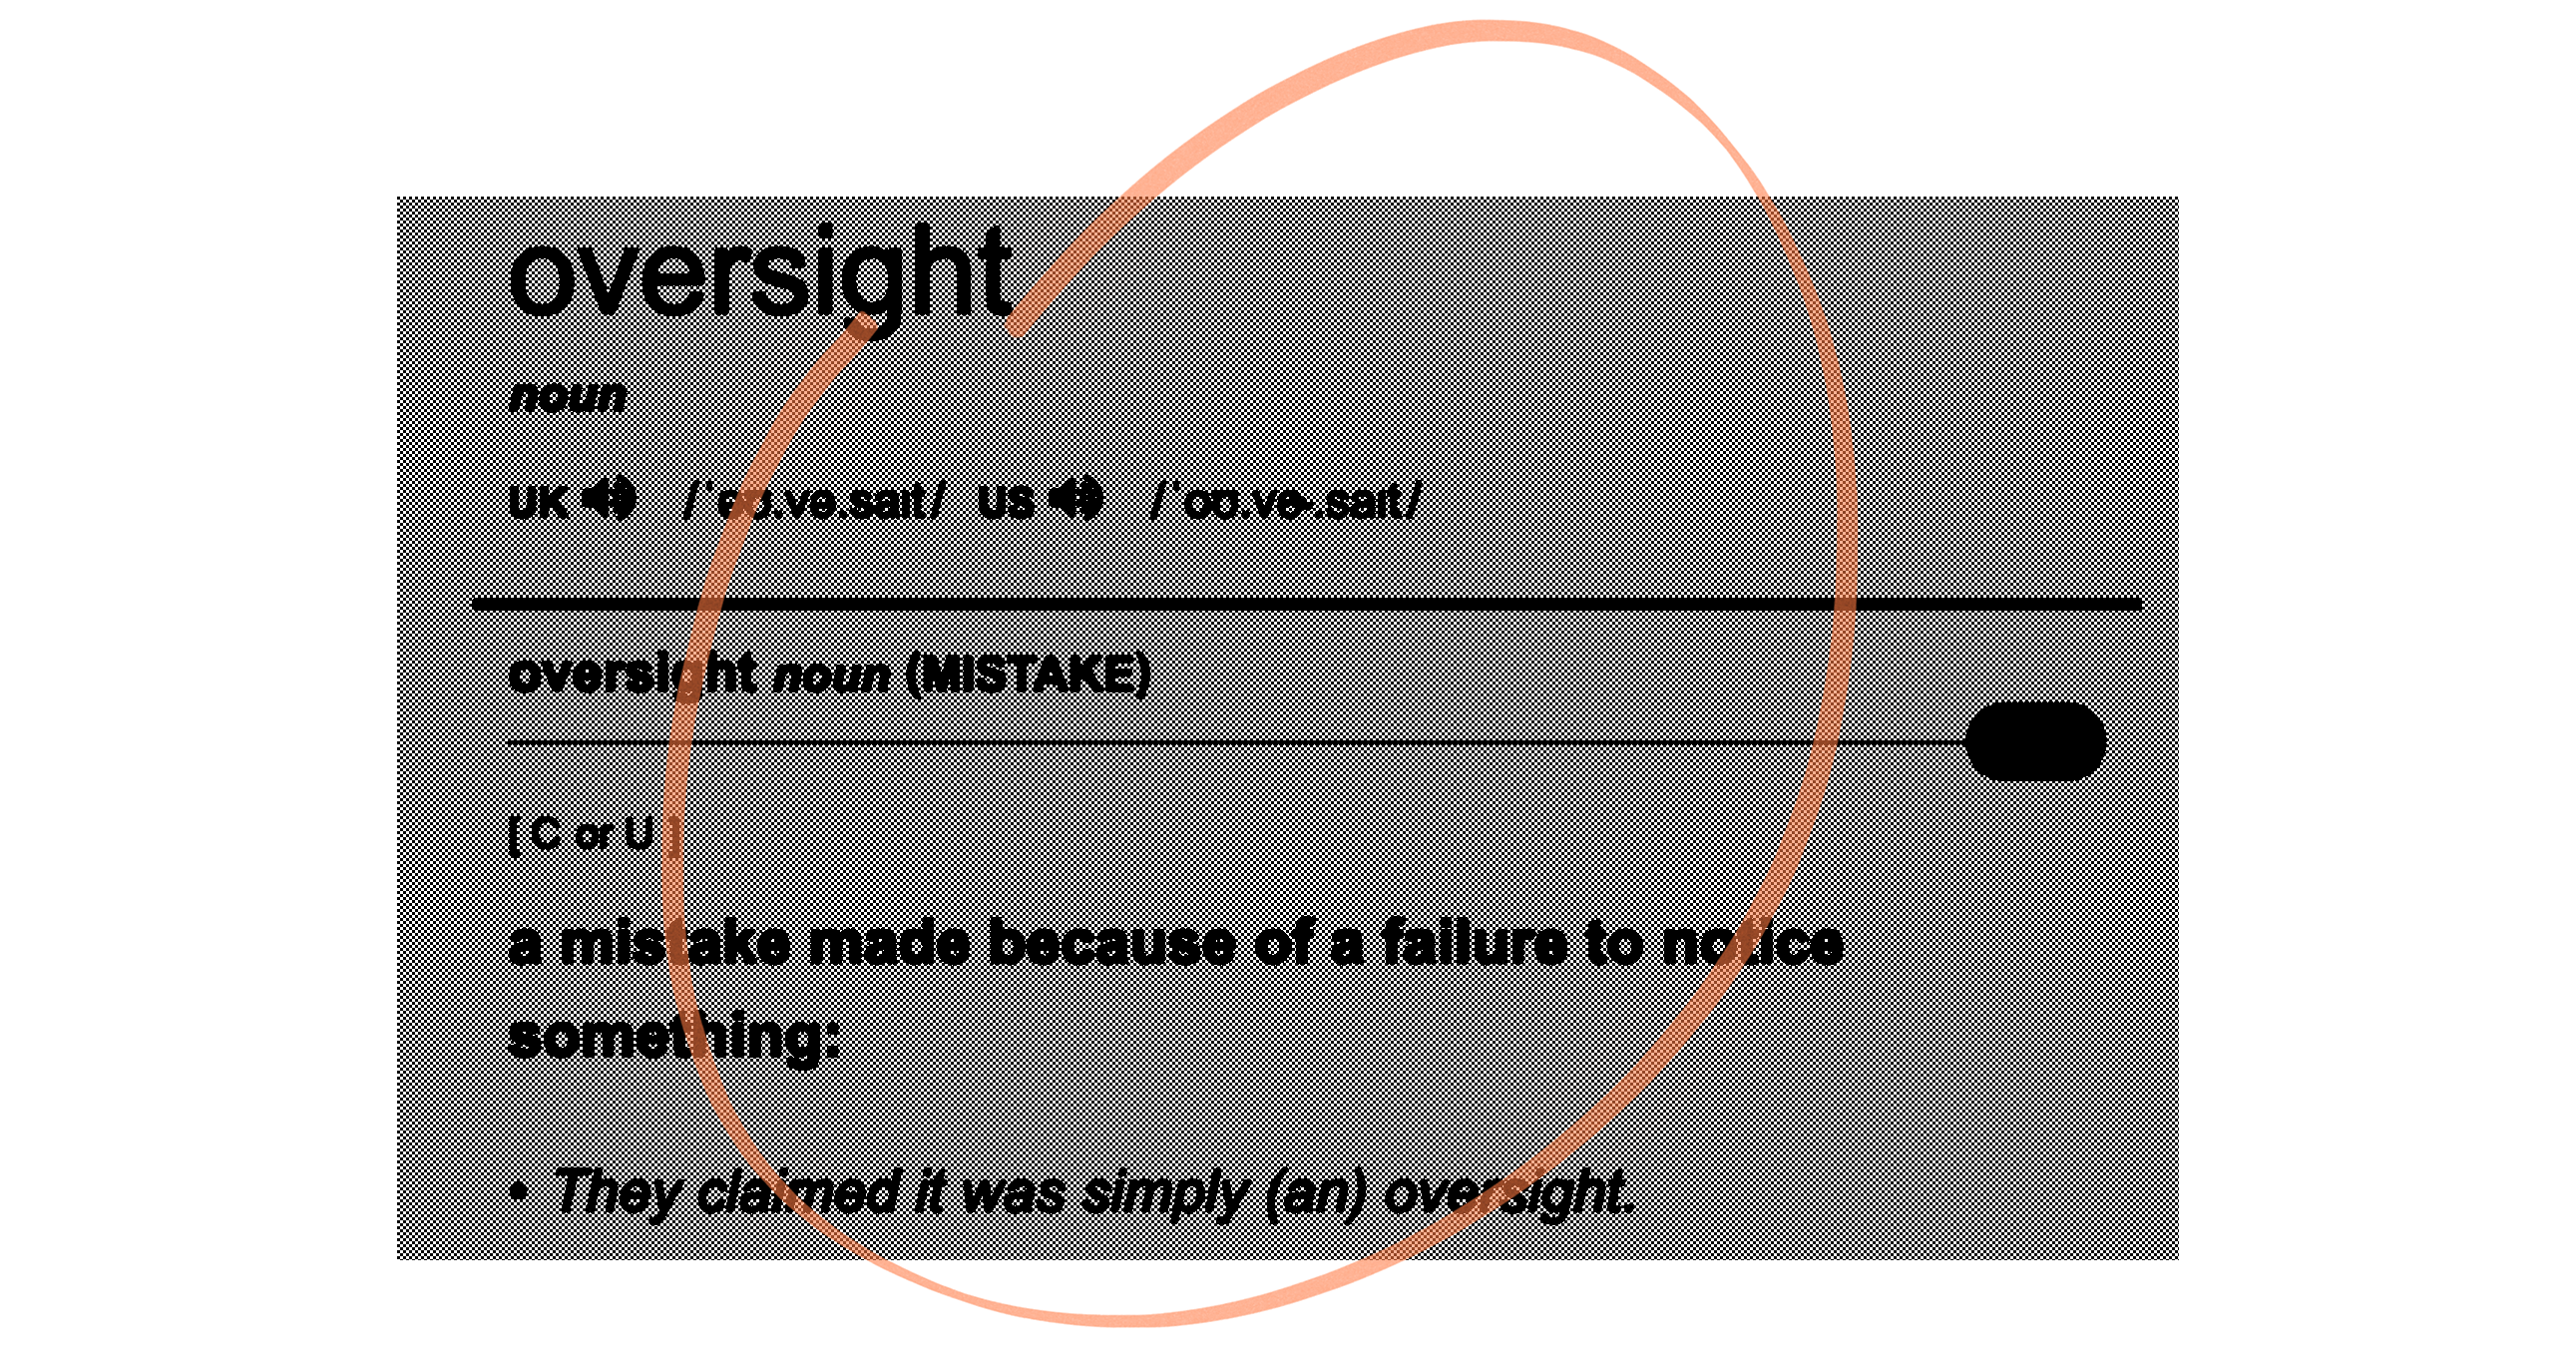 oversight
noun
UK /ˈəʊ.və.saɪt/ US /ˈoʊ.vɚ.saɪt/
oversight noun (MISTAKE)
[ C or U ]
a mistake made because of a failure to notice
something:
• They claimed it was simply (an) oversight.